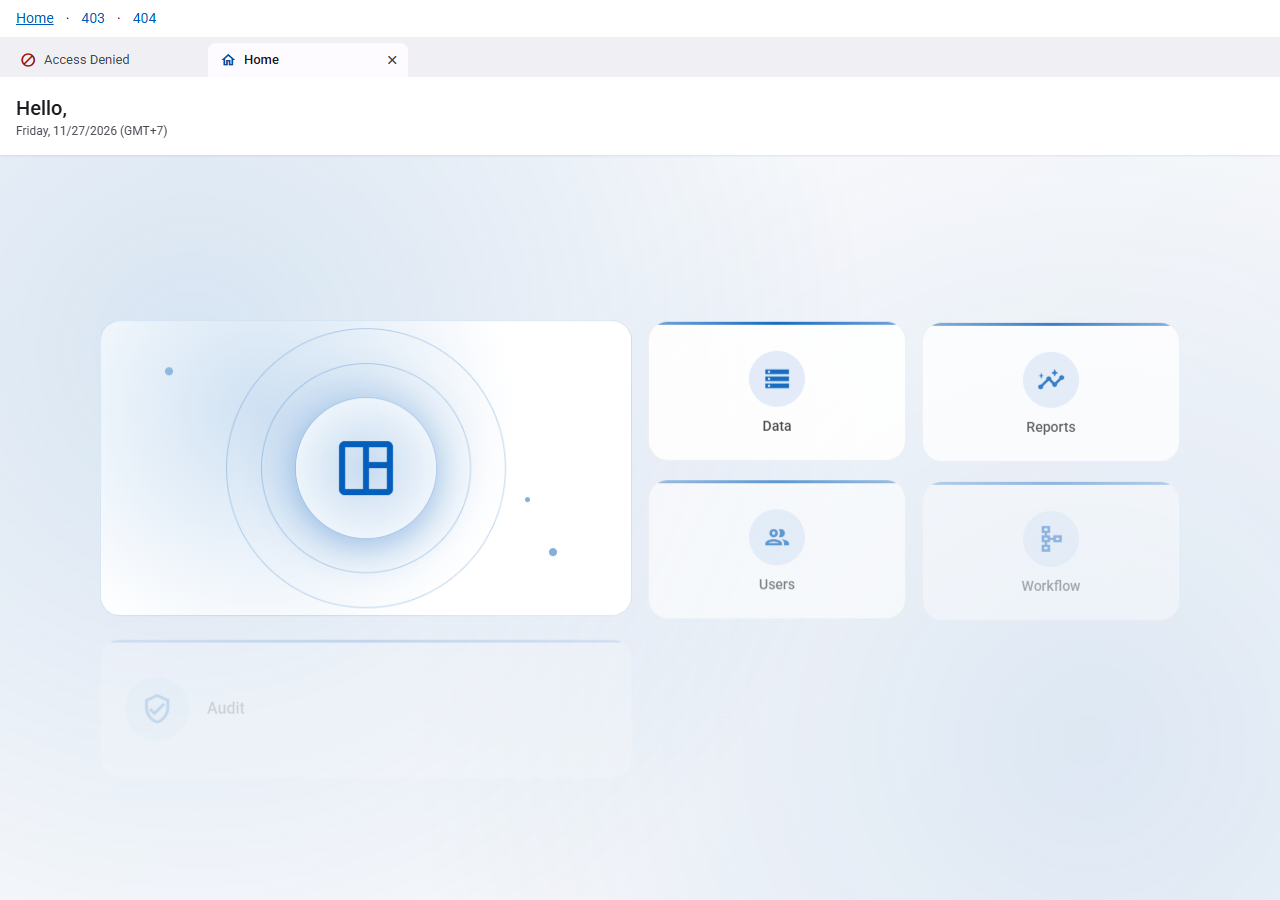 Home · 403 · 404
Access Denied
Home
Hello,
Friday, 11/27/2026 (GMT+7)
Data
Reports
Users
Workflow
Audit